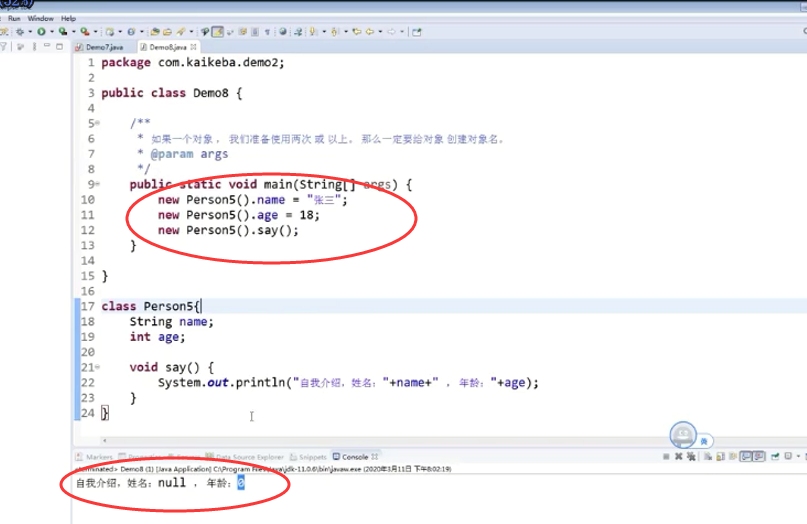 Run Window Help
Demo7.java Demo8.java
1 package com.kaikeba.demo2;
2
3 public class Demo8 {
4
5 /**
6 * 如果一个对象， 我们准备使用两次 或 以上。 那么一定要给对象 创建对象名。
7 * @param args
8 */
9 public static void main(String[] args) {
10 new Person5().name = "张三";
11 new Person5().age = 18;
12 new Person5().say();
13 }
14
15 }
16
17 class Person5{
18 String name;
19 int age;
20
21 void say() {
22 System.out.println("自我介绍，姓名："+name+" ， 年龄："+age);
23 }
24 }
Markers Data Source Explorer Snippets Console
Demo8 (1) [Java Application] C:\Program Files\Java\jdk-11.0.6\bin\javaw.exe (2020年3月11日 下午8:02:19)
自我介绍，姓名：null ， 年龄：0